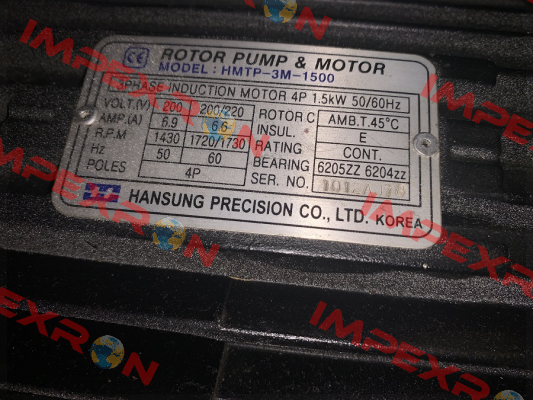 CE ROTOR PUMP & MOTOR
MODEL: HMTP-3M-1500
3PHASE INDUCTION MOTOR 4P 1.5kW 50/60Hz
VOLT.(V) 200 200/220 ROTOR C AMB.T.45°C
AMP.(A) 6.9 6.6 INSUL. E
R.P.M 1430 1720/1730 RATING CONT.
HZ 50 60 BEARING 6205ZZ 6204ZZ
POLES 4P SER. NO.
HANSUNG PRECISION CO., LTD. KOREA
IMPEXRON
IMPEXRON
IMPEXRON
IMPEXRON
IMPEXRON